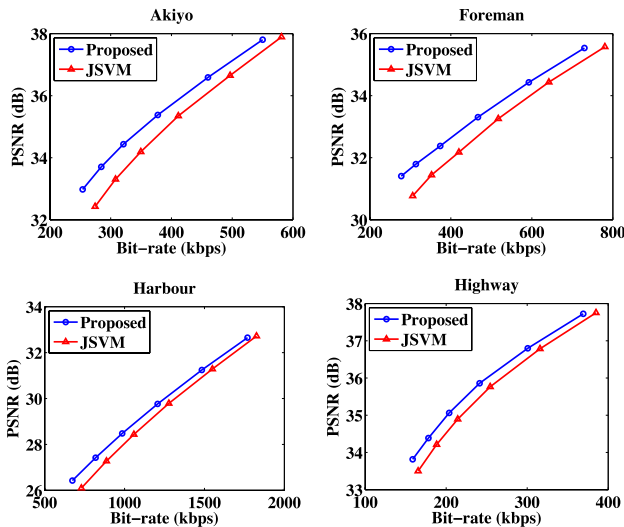 Akiyo
38
36
34
32
PSNR (dB)
Proposed
JSVM
200 300 400 500 600
Bit-rate (kbps)
Foreman
38
36
34
32
30
PSNR (dB)
Proposed
JSVM
200 400 600 800
Bit-rate (kbps)
Harbour
34
32
30
28
26
PSNR (dB)
Proposed
JSVM
500 1000 1500 2000
Bit-rate (kbps)
Highway
38
37
36
35
34
33
PSNR (dB)
Proposed
JSVM
100 200 300 400
Bit-rate (kbps)